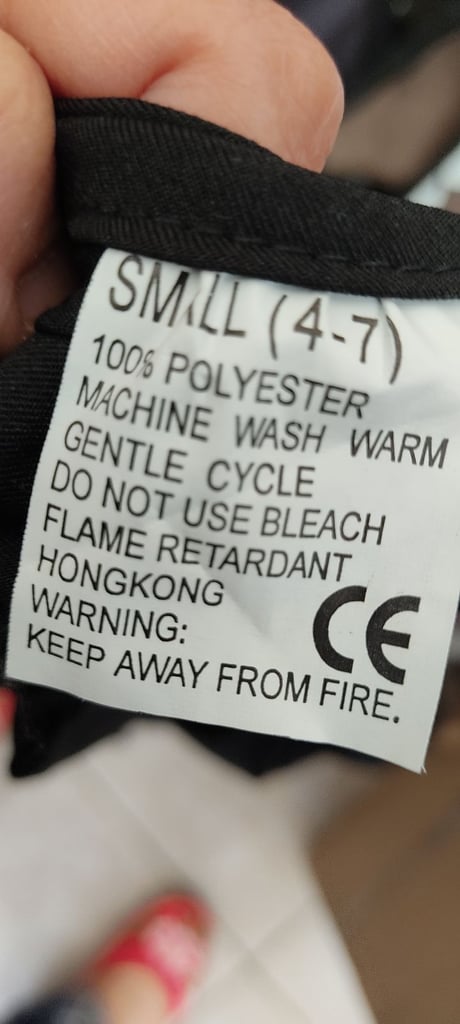 SMALL (4-7)
100% POLYESTER
MACHINE WASH WARM
GENTLE CYCLE
DO NOT USE BLEACH
FLAME RETARDANT
HONGKONG
WARNING:
KEEP AWAY FROM FIRE.
CE